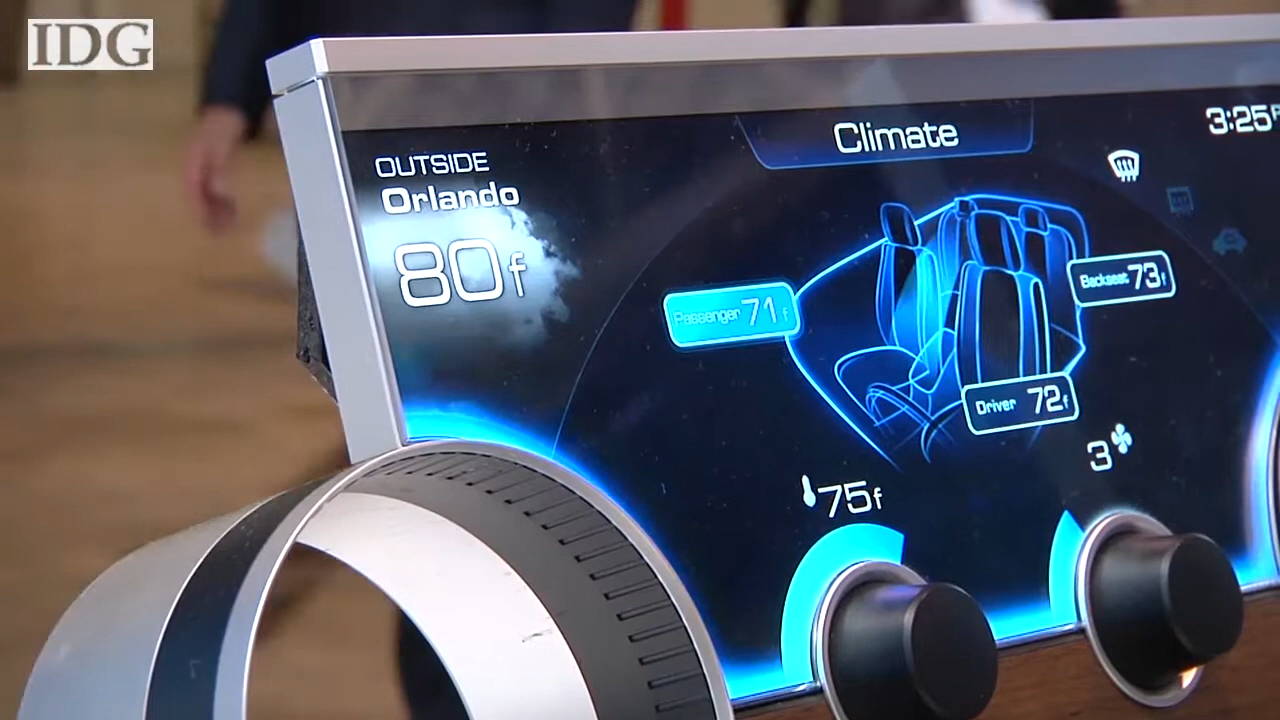 IDG
Climate
3:25
OUTSIDE
Orlando
80f
Passenger 71f
Backseat 73f
Driver 72f
3
75f